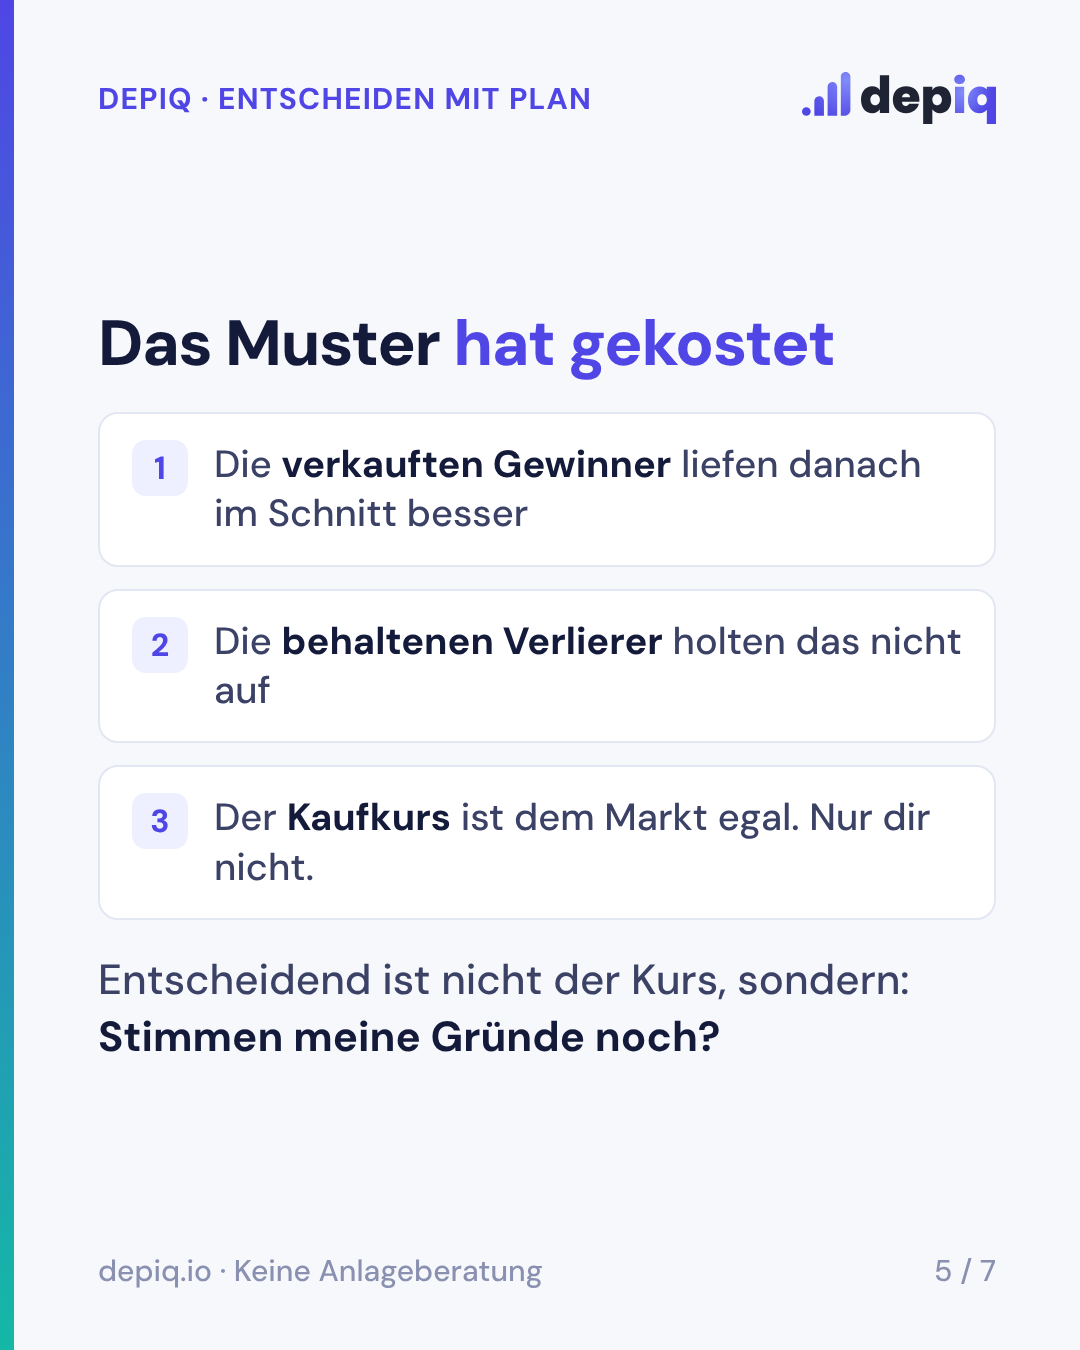 DEPIQ · ENTSCHEIDEN MIT PLAN
depiq
Das Muster hat gekostet
1
Die verkauften Gewinner liefen danach
im Schnitt besser
2
Die behaltenen Verlierer holten das nicht
auf
3
Der Kaufkurs ist dem Markt egal. Nur dir
nicht.
Entscheidend ist nicht der Kurs, sondern:
Stimmen meine Gründe noch?
depiq.io · Keine Anlageberatung
5 / 7